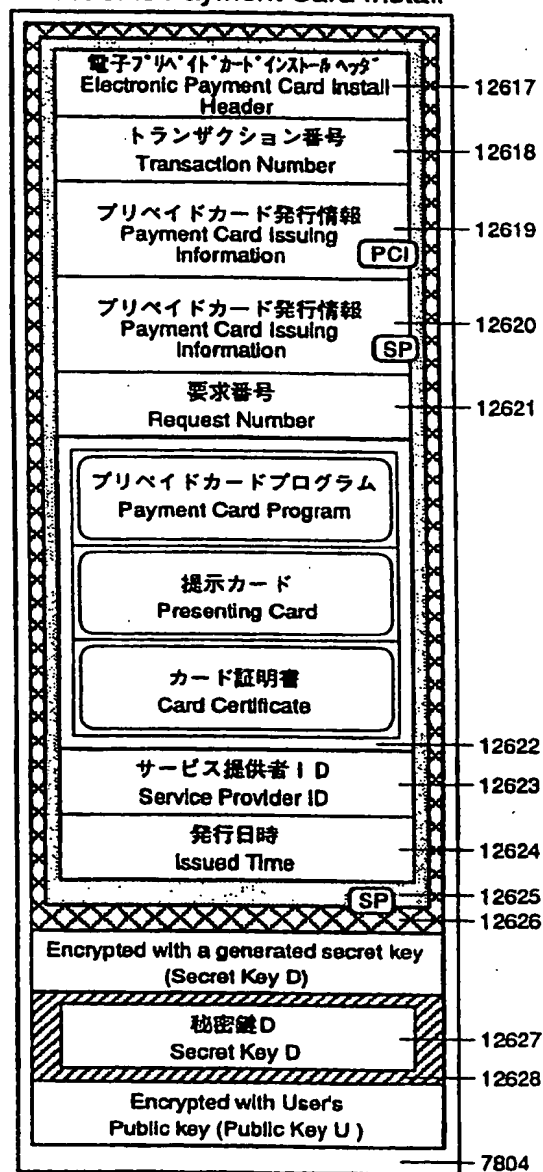 Payment Card Install
電子プリペイドカードインストールヘッダ
Electronic Payment Card Install
Header
12617
トランザクション番号
Transaction Number
12618
プリペイドカード発行情報
Payment Card Issuing
Information
PCI
12619
プリペイドカード発行情報
Payment Card Issuing
Information
SP
12620
要求番号
Request Number
12621
プリペイドカードプログラム
Payment Card Program
提示カード
Presenting Card
カード証明書
Card Certificate
12622
サービス提供者ID
Service Provider ID
12623
発行日時
Issued Time
12624
SP
12625
12626
Encrypted with a generated secret key
(Secret Key D)
秘密鍵D
Secret Key D
12627
12628
Encrypted with User's
Public key (Public Key U )
7804